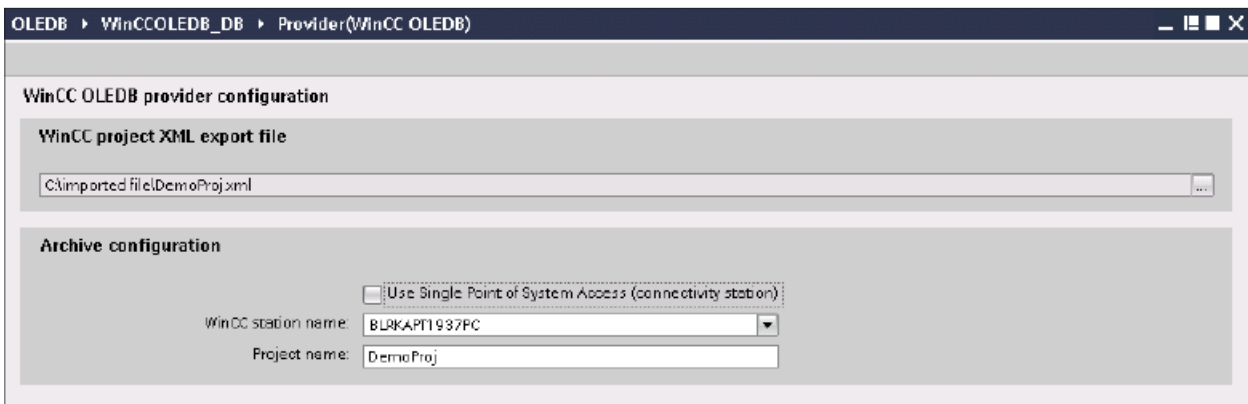 OLEDB ▸ WinCCOLEDB_DB ▸ Provider(WinCC OLEDB)
WinCC OLEDB provider configuration
WinCC project XML export file
C:\imported file\DemoProj.xml
...
Archive configuration
Use Single Point of System Access (connectivity station)
WinCC station name: BLRKAPT1937PC
Project name: DemoProj